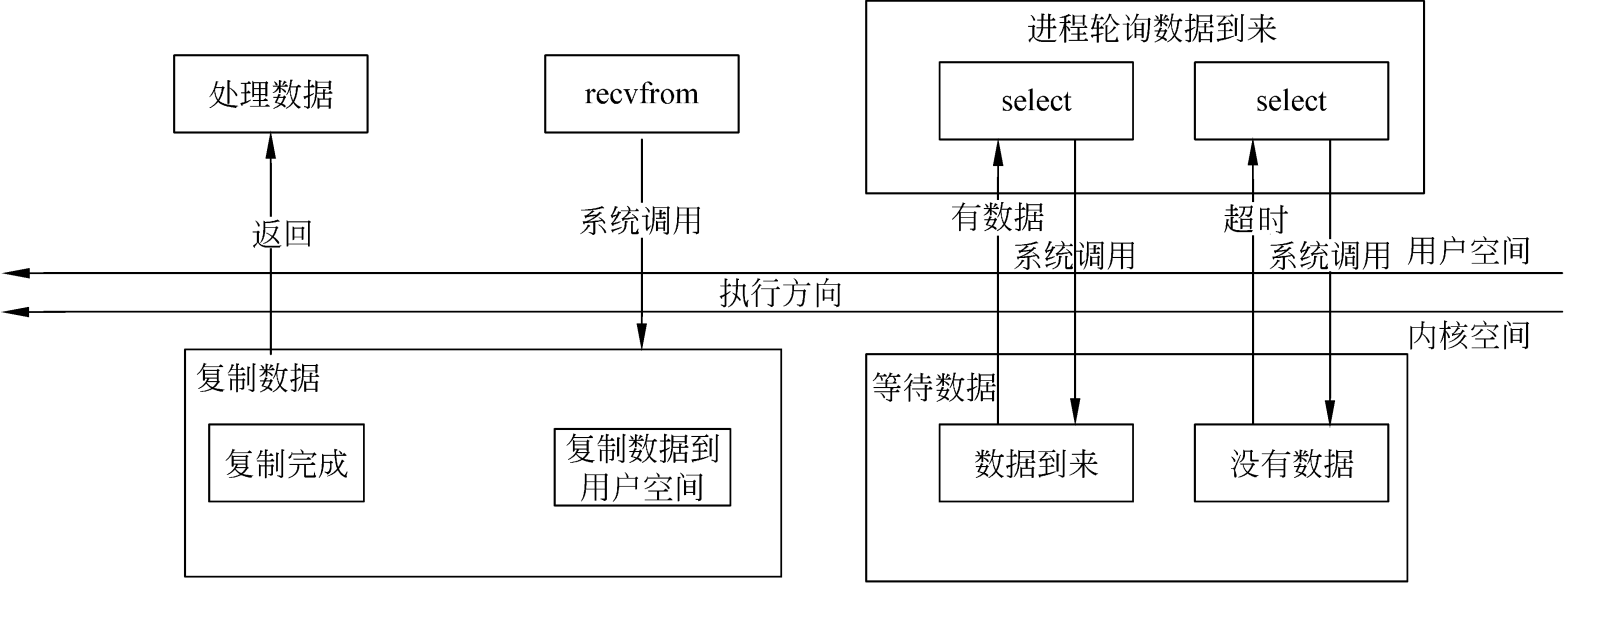 进程轮询数据到来
处理数据
recvfrom
select
select
返回
系统调用
有数据
系统调用
超时
系统调用
用户空间
执行方向
内核空间
复制数据
等待数据
复制完成
复制数据到
用户空间
数据到来
没有数据